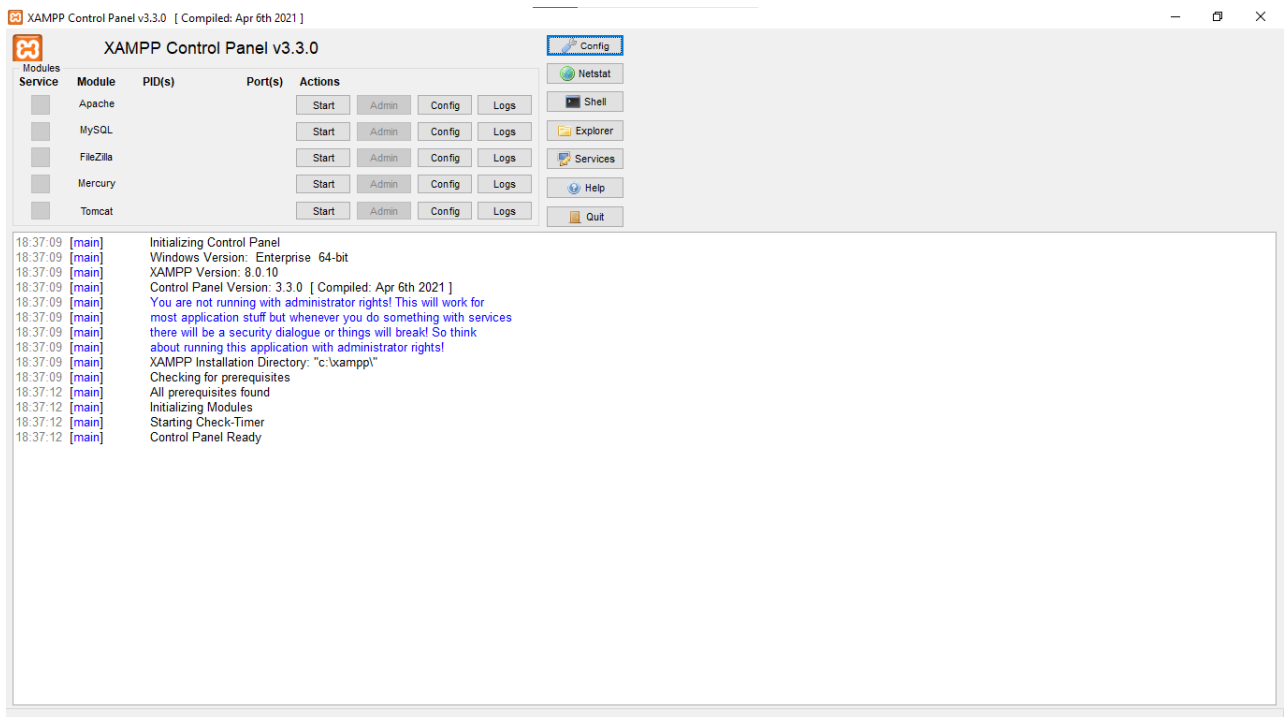 XAMPP Control Panel v3.3.0 [ Compiled: Apr 6th 2021 ]
XAMPP Control Panel v3.3.0
Config
Modules
Service Module PID(s) Port(s) Actions
Netstat
Apache Start Admin Config Logs
Shell
MySQL Start Admin Config Logs
Explorer
FileZilla Start Admin Config Logs
Services
Mercury Start Admin Config Logs
Help
Tomcat Start Admin Config Logs
Quit
18:37:09 [main] Initializing Control Panel
18:37:09 [main] Windows Version: Enterprise 64-bit
18:37:09 [main] XAMPP Version: 8.0.10
18:37:09 [main] Control Panel Version: 3.3.0 [ Compiled: Apr 6th 2021 ]
18:37:09 [main] You are not running with administrator rights! This will work for
18:37:09 [main] most application stuff but whenever you do something with services
18:37:09 [main] there will be a security dialogue or things will break! So think
18:37:09 [main] about running this application with administrator rights!
18:37:09 [main] XAMPP Installation Directory: "c:\xampp\"
18:37:09 [main] Checking for prerequisites
18:37:12 [main] All prerequisites found
18:37:12 [main] Initializing Modules
18:37:12 [main] Starting Check-Timer
18:37:12 [main] Control Panel Ready